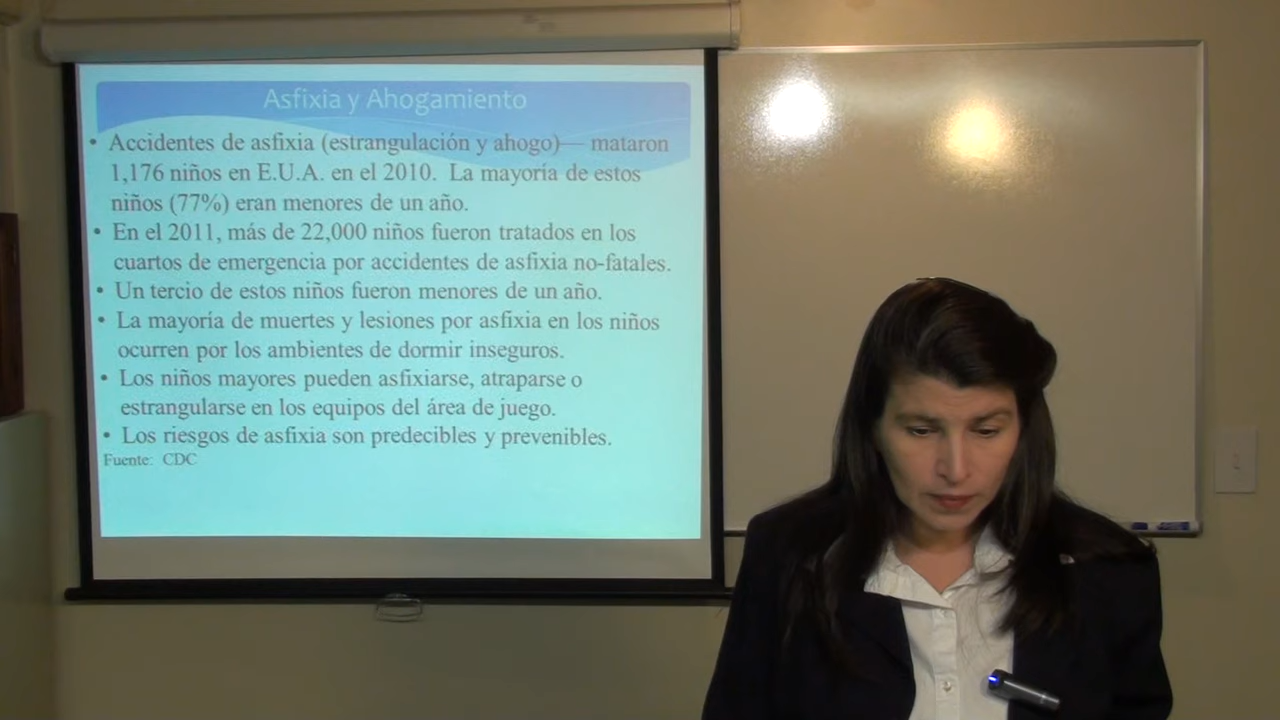 Asfixia y Ahogamiento
• Accidentes de asfixia (estrangulación y ahogo)— mataron
1,176 niños en E.U.A. en el 2010. La mayoría de estos
niños (77%) eran menores de un año.
• En el 2011, más de 22,000 niños fueron tratados en los
cuartos de emergencia por accidentes de asfixia no-fatales.
• Un tercio de estos niños fueron menores de un año.
• La mayoría de muertes y lesiones por asfixia en los niños
ocurren por los ambientes de dormir inseguros.
• Los niños mayores pueden asfixiarse, atraparse o
estrangularse en los equipos del área de juego.
• Los riesgos de asfixia son predecibles y prevenibles.
Fuente: CDC